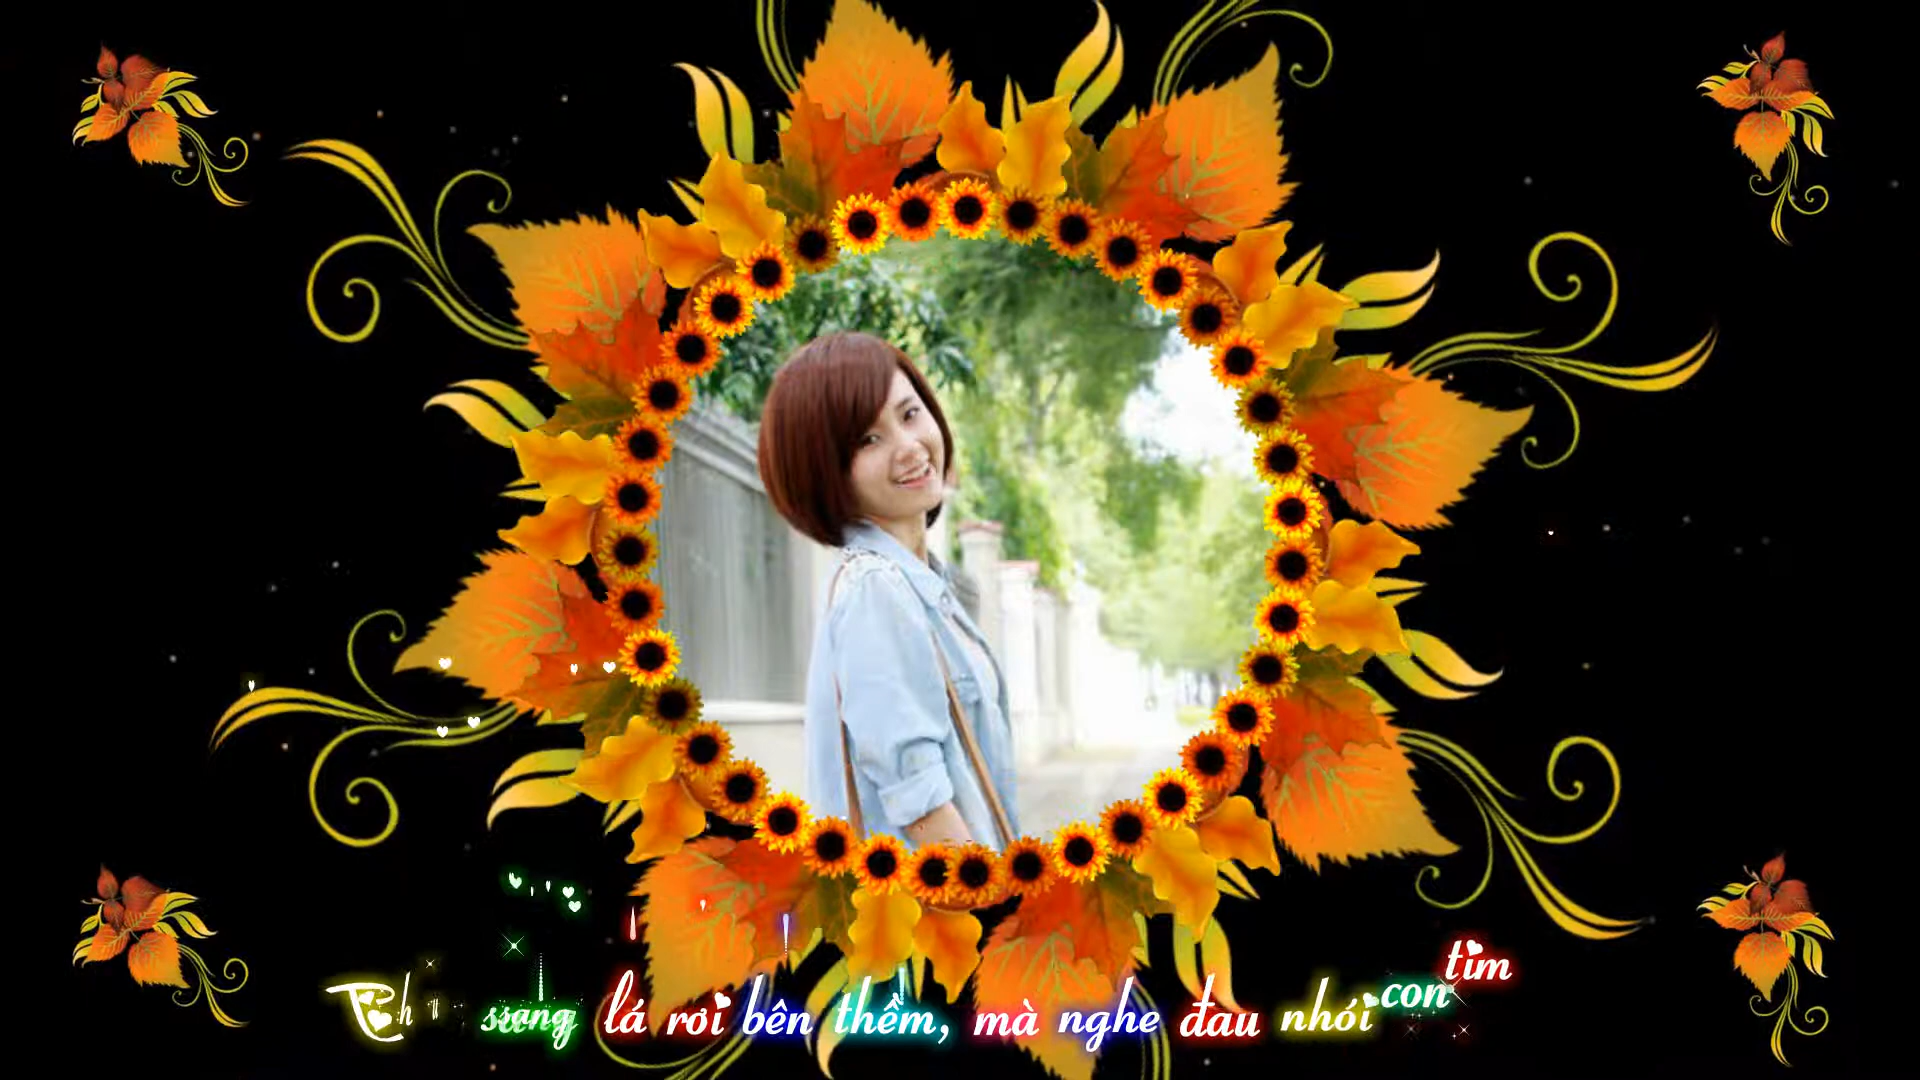 sang lá rơi bên thềm, mà nghe đau nhói con tim